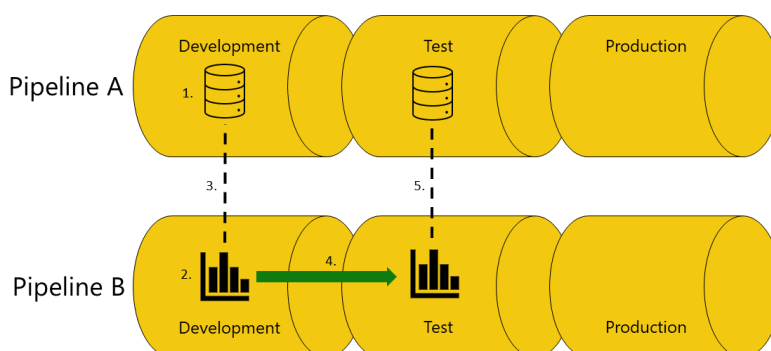 Development Test Production
Pipeline A
1.
3. 5.
4.
2.
Pipeline B
Development Test Production